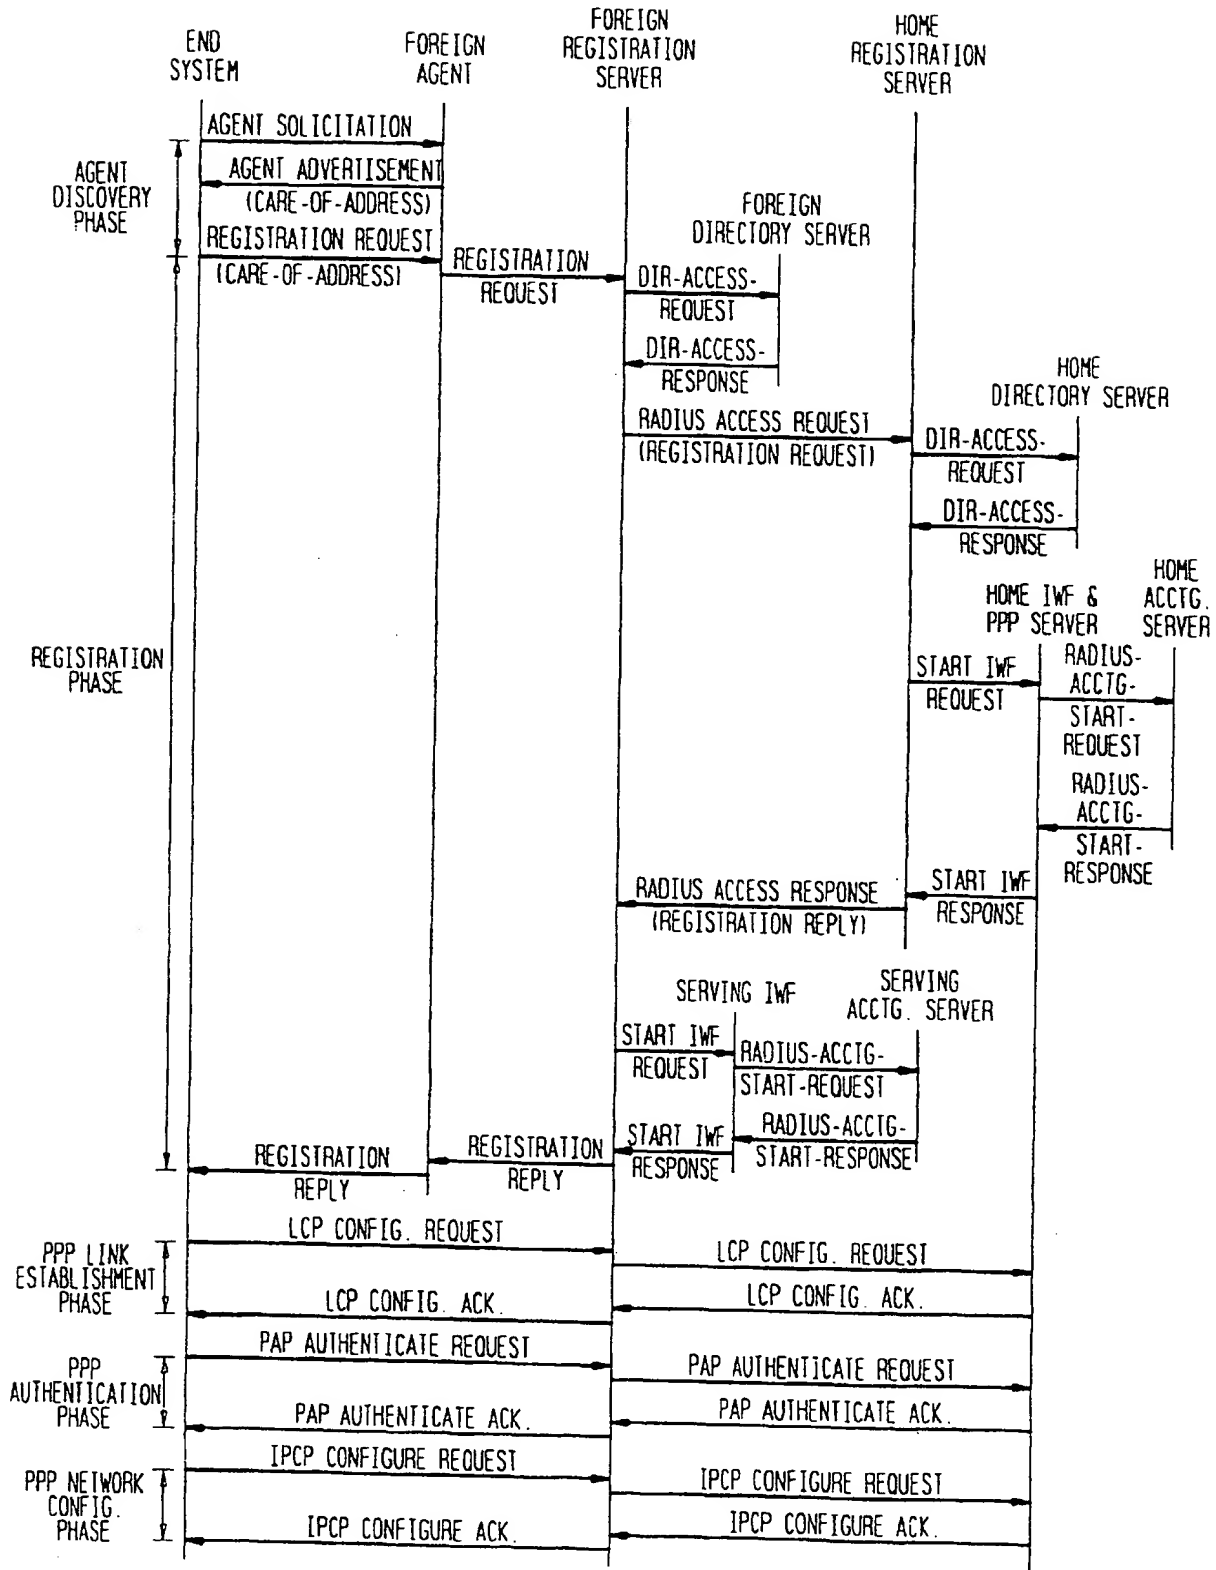 END
SYSTEM
FOREIGN
AGENT
FOREIGN
REGISTRATION
SERVER
HOME
REGISTRATION
SERVER
AGENT SOLICITATION
AGENT ADVERTISEMENT
(CARE-OF-ADDRESS)
AGENT
DISCOVERY
PHASE
REGISTRATION REQUEST
(CARE-OF-ADDRESS)
REGISTRATION
REQUEST
FOREIGN
DIRECTORY SERVER
DIR-ACCESS-
REQUEST
DIR-ACCESS-
RESPONSE
HOME
DIRECTORY SERVER
RADIUS ACCESS REQUEST
(REGISTRATION REQUEST)
DIR-ACCESS-
REQUEST
DIR-ACCESS-
RESPONSE
HOME IWF &
PPP SERVER
HOME
ACCTG.
SERVER
REGISTRATION
PHASE
START IWF
REQUEST
RADIUS-
ACCTG-
START-
REQUEST
RADIUS-
ACCTG-
START-
RESPONSE
START IWF
RESPONSE
RADIUS ACCESS RESPONSE
(REGISTRATION REPLY)
SERVING IWF
SERVING
ACCTG. SERVER
START IWF
REQUEST
RADIUS-ACCTG-
START-REQUEST
RADIUS-ACCTG-
START-RESPONSE
START IWF
RESPONSE
REGISTRATION
REPLY
REGISTRATION
REPLY
LCP CONFIG. REQUEST
LCP CONFIG. REQUEST
PPP LINK
ESTABLISHMENT
PHASE
LCP CONFIG. ACK.
LCP CONFIG. ACK.
PAP AUTHENTICATE REQUEST
PAP AUTHENTICATE REQUEST
PPP
AUTHENTICATION
PHASE
PAP AUTHENTICATE ACK.
PAP AUTHENTICATE ACK.
IPCP CONFIGURE REQUEST
IPCP CONFIGURE REQUEST
PPP NETWORK
CONFIG.
PHASE
IPCP CONFIGURE ACK.
IPCP CONFIGURE ACK.